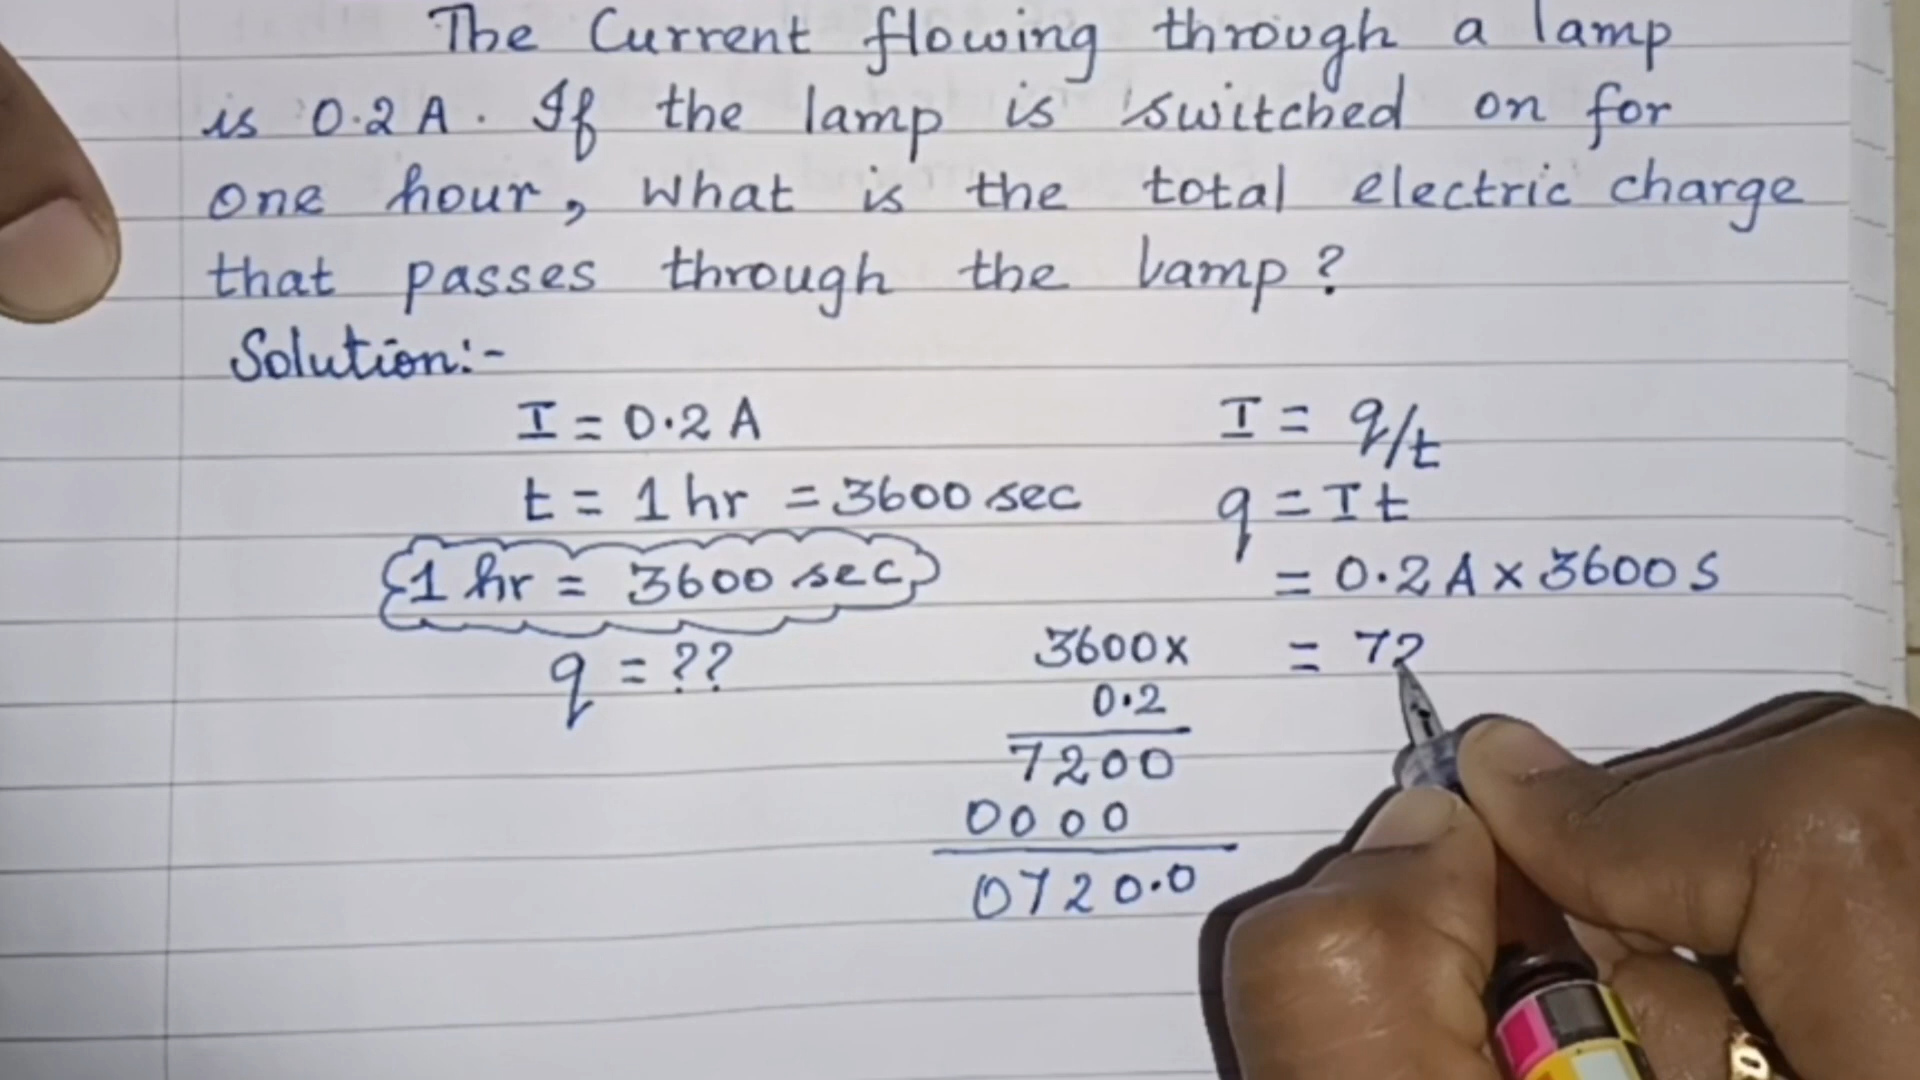 The Current flowing through a lamp
is 0.2 A. If the lamp is switched on for
one hour, what is the total electric charge
that passes through the lamp?
Solution:-
I = 0.2 A
t = 1 hr = 3600 sec
1 hr = 3600 sec
q = ??
I = q/t
q = It
= 0.2 A × 3600 s
= 72
3600 ×
0.2
7200
0000
0720.0